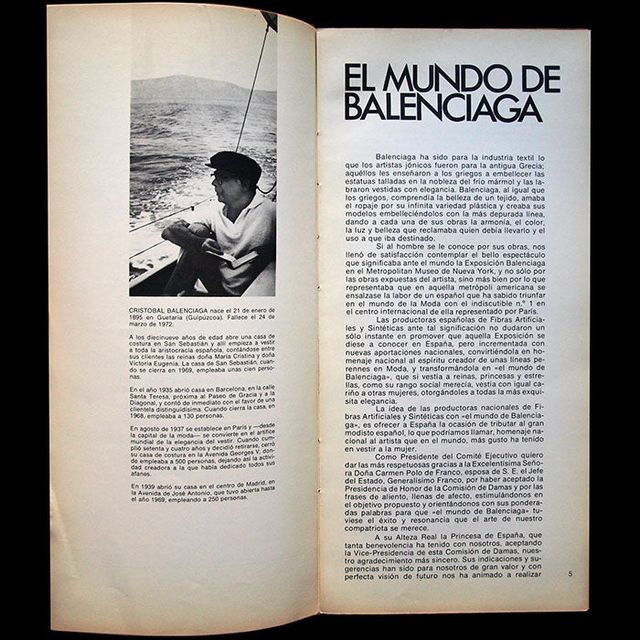 CRISTOBAL BALENCIAGA nace el 21 de enero de
1895 en Guetaria (Guipúzcoa). Fallece el 24 de
marzo de 1972.
A los diecinueve años de edad abre una casa de
costura en San Sebastián y allí empieza a vestir
a toda la aristocracia española, contándose entre
sus clientes las reinas doña María Cristina y doña
Victoria Eugenia. La casa de San Sebastián, cuan-
do se cierra en 1969, empleaba unas cien perso-
nas.
En el año 1935 abrió casa en Barcelona, en la calle
Santa Teresa, próxima al Paseo de Gracia y a la
Diagonal, y contó de inmediato con el favor de una
clientela distinguidísima. Cuando cierra la casa, en
1968, empleaba a 130 personas.
En agosto de 1937 se establece en París y —desde
la capital de la moda— se convierte en el artífice
mundial de la elegancia del vestir. Cuando cum-
plió setenta y cuatro años y decidió retirarse, cerró
su casa de costura en la Avenida Georges V, don-
de empleaba a 500 personas, dejando así la activi-
dad creadora a la que había dedicado todos sus
afanes.
En 1939 abrió su casa en el centro de Madrid, en
la Avenida de José Antonio, que tuvo abierta hasta
el año 1969, empleando a 250 personas.
EL MUNDO DE
BALENCIAGA
Balenciaga ha sido para la industria textil lo
que los artistas jónicos fueron para la antigua Grecia;
aquéllos les enseñaron a los griegos a embellecer las
estatuas talladas en la nobleza del frío mármol y las la-
braron vestidas con elegancia. Balenciaga, al igual que
los griegos, comprendía la belleza de un tejido, amaba
el ropaje por su infinita variedad plástica y creaba sus
modelos embelleciéndolos con la más depurada línea,
dando a cada una de sus obras la armonía, el color,
la luz y belleza que reclamaba quien debía llevarlo y el
uso a que iba destinado.
Si al hombre se le conoce por sus obras, nos
llenó de satisfacción contemplar el bello espectáculo
que significaba ante el mundo la Exposición Balenciaga
en el Metropolitan Museo de Nueva York, y no sólo por
las obras expuestas del artista, sino más bien por lo que
representaba que en aquella metrópoli americana se
ensalzase la labor de un español que ha sabido triunfar
en el mundo de la Moda con el indiscutible n.º 1 en
el centro internacional de ella representado por París.
Las productoras españolas de Fibras Artificia-
les y Sintéticas ante tal significación no dudaron un
sólo instante en promover que aquella Exposición se
diese a conocer en España, pero incrementada con
nuevas aportaciones nacionales, convirtiéndola en ho-
menaje nacional al espíritu creador de unas líneas pe-
rennes en Moda, y transformándola en «el mundo de
Balenciaga», que si vestía a reinas, princesas y estre-
llas, como su rango social merecía, vestía con igual ca-
riño a otras mujeres, otorgándoles a todas la más exqui-
sita elegancia.
La idea de las productoras nacionales de Fi-
bras Artificiales y Sintéticas con «el mundo de Balencia-
ga», es ofrecer a España la ocasión de tributar al gran
modisto español, lo que podríamos llamar, homenaje na-
cional al artista que en el mundo, más gusto ha tenido
en vestir a la mujer.
Como Presidente del Comité Ejecutivo quiero
dar las más respetuosas gracias a la Excelentísima Seño-
ra Doña Carmen Polo de Franco, esposa de S. E. el Jefe
del Estado, Generalísimo Franco, por haber aceptado la
Presidencia de Honor de la Comisión de Damas y por las
frases de aliento, llenas de afecto, estimulándonos en
el objetivo propuesto y orientándonos con sus ponde-
radas palabras para que «el mundo de Balenciaga» tu-
viese el éxito y resonancia que el arte de nuestro
compatriota se merece.
A su Alteza Real la Princesa de España, que
tanta benevolencia ha tenido con nosotros, aceptando
la Vice-Presidencia de esta Comisión de Damas, nues-
tro agradecimiento más sincero. Sus indicaciones y su-
gerencias han sido para nosotros de gran valor y con
perfecta visión de futuro nos ha animado a realizar
5